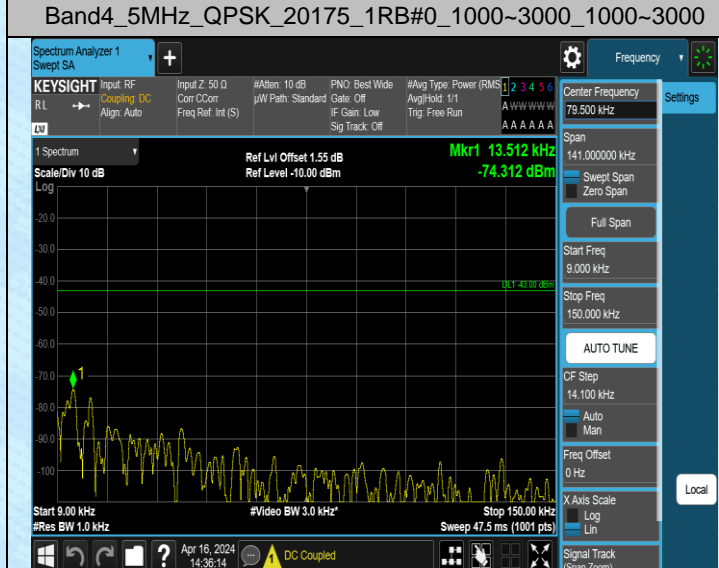 Band4_5MHz_QPSK_20175_1RB#0_1000~3000_1000~3000
Spectrum Analyzer 1
Swept SA
+
Frequency
KEYSIGHT
RL
LXI
Input: RF
Coupling: DC
Align: Auto
Input Z: 50 Ω
Corr CCorr
Freq Ref: Int (S)
#Atten: 10 dB
µW Path: Standard
PNO: Best Wide
Gate: Off
IF Gain: Low
Sig Track: Off
#Avg Type: Power (RMS
Avg|Hold: 1/1
Trig: Free Run
1 2 3 4 5 6
A W W W W W
A A A A A A
Center Frequency
79.500 kHz
Settings
Span
141.000000 kHz
Swept Span
Zero Span
Full Span
Start Freq
9.000 kHz
Stop Freq
150.000 kHz
AUTO TUNE
CF Step
14.100 kHz
Auto
Man
Freq Offset
0 Hz
X Axis Scale
Log
Lin
Signal Track
(Span Zoom)
Local
1 Spectrum
Scale/Div 10 dB
Ref Lvl Offset 1.55 dB
Ref Level -10.00 dBm
Mkr1 13.512 kHz
-74.312 dBm
Log
-20.0
-30.0
-40.0
DL1 -43.00 dBm
-50.0
-60.0
-70.0
1
-80.0
-90.0
-100
Start 9.00 kHz
#Res BW 1.0 kHz
#Video BW 3.0 kHz*
Stop 150.00 kHz
Sweep 47.5 ms (1001 pts)
?
Apr 16, 2024
14:36:14
DC Coupled